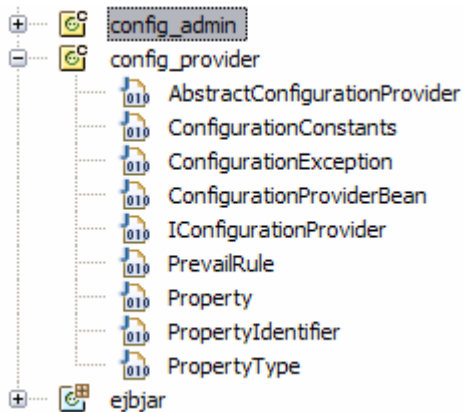 config_admin
config_provider
AbstractConfigurationProvider
ConfigurationConstants
ConfigurationException
ConfigurationProviderBean
IConfigurationProvider
PrevailRule
Property
PropertyIdentifier
PropertyType
ejbjar